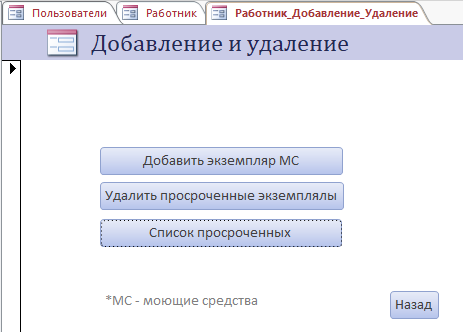 Пользователи Работник Работник_Добавление_Удаление
Добавление и удаление
Добавить экземпляр МС
Удалить просроченные экземплялы
Список просроченных
*МС - моющие средства
Назад